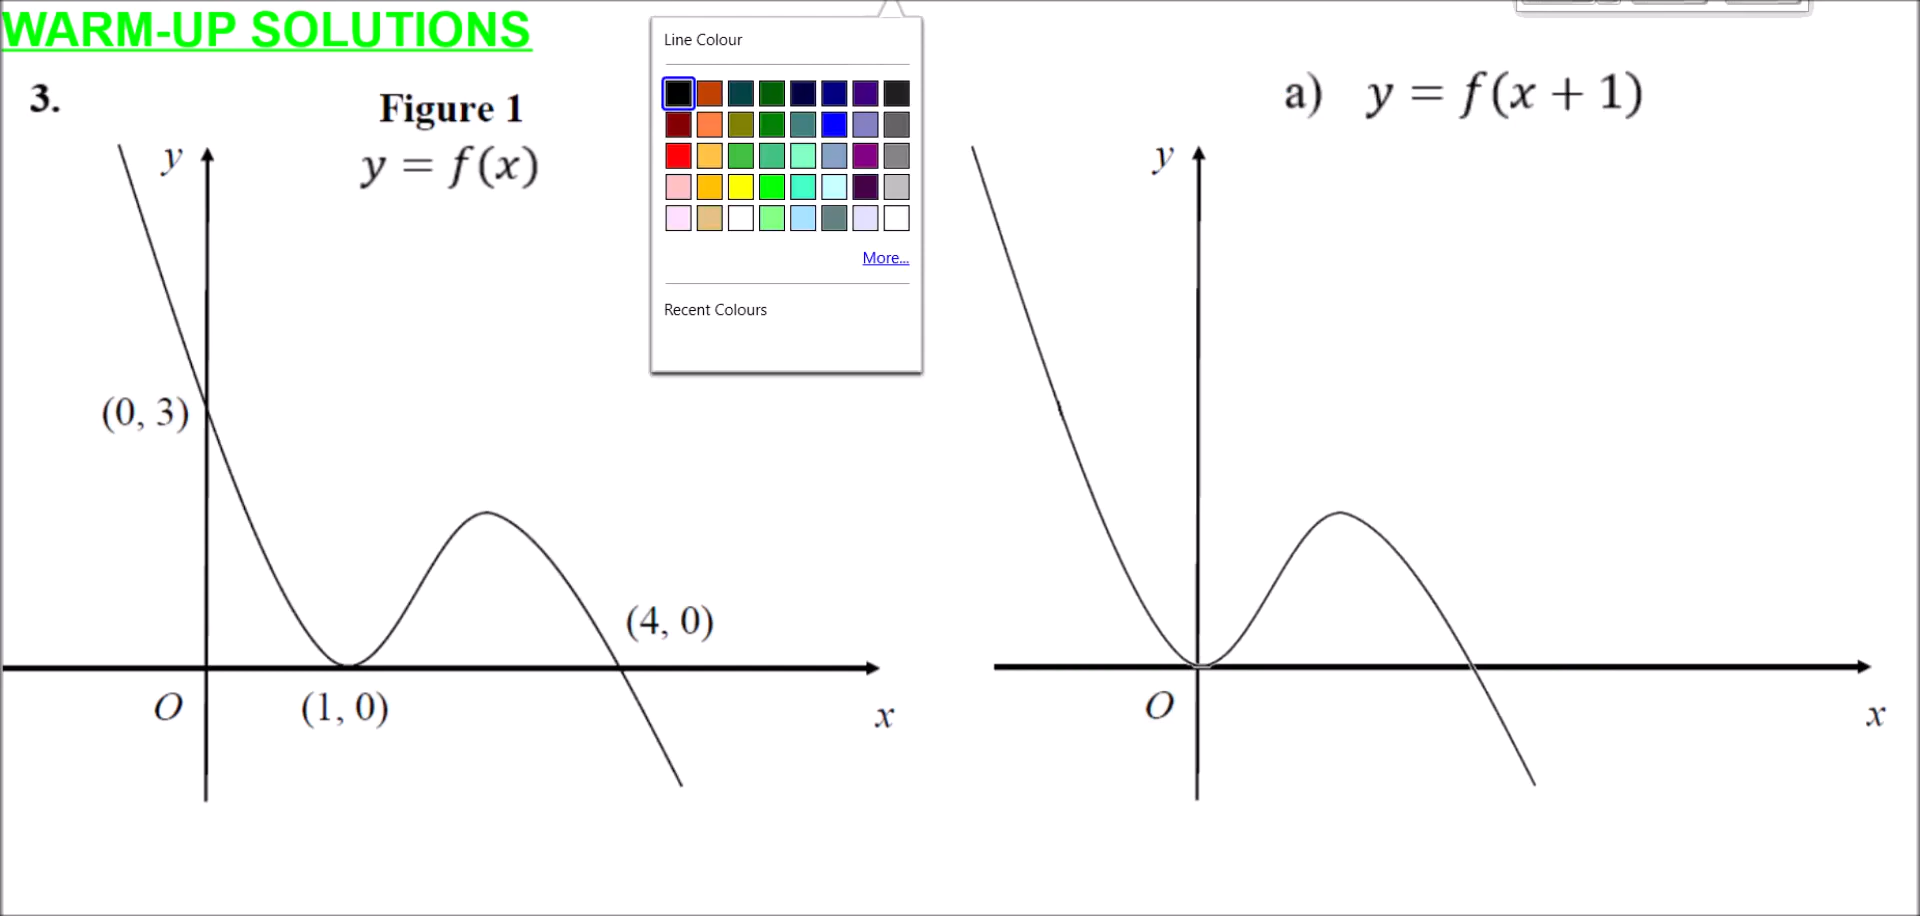 WARM-UP SOLUTIONS
3.
Figure 1
y = f(x)
y
(0, 3)
(4, 0)
O
(1, 0)
x
Line Colour
More...
Recent Colours
a) y = f(x + 1)
y
O
x